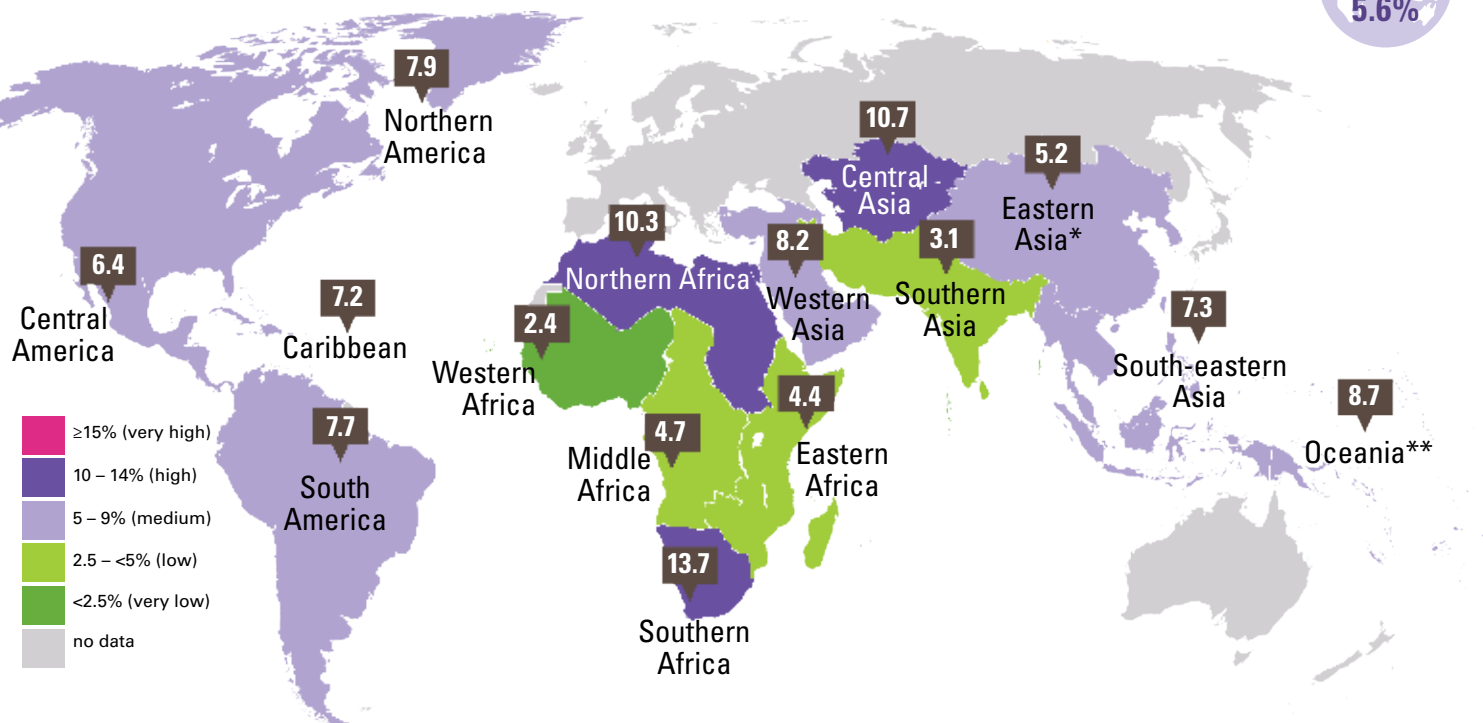 5.6%
7.9
Northern
America
10.7
Central
Asia
5.2
Eastern
Asia*
10.3
Northern Africa
8.2
Western
Asia
3.1
Southern
Asia
6.4
Central
America
7.2
Caribbean
2.4
Western
Africa
7.3
South-eastern
Asia
8.7
Oceania**
7.7
South
America
4.7
Middle
Africa
4.4
Eastern
Africa
13.7
Southern
Africa
≥15% (very high)
10 – 14% (high)
5 – 9% (medium)
2.5 – <5% (low)
<2.5% (very low)
no data